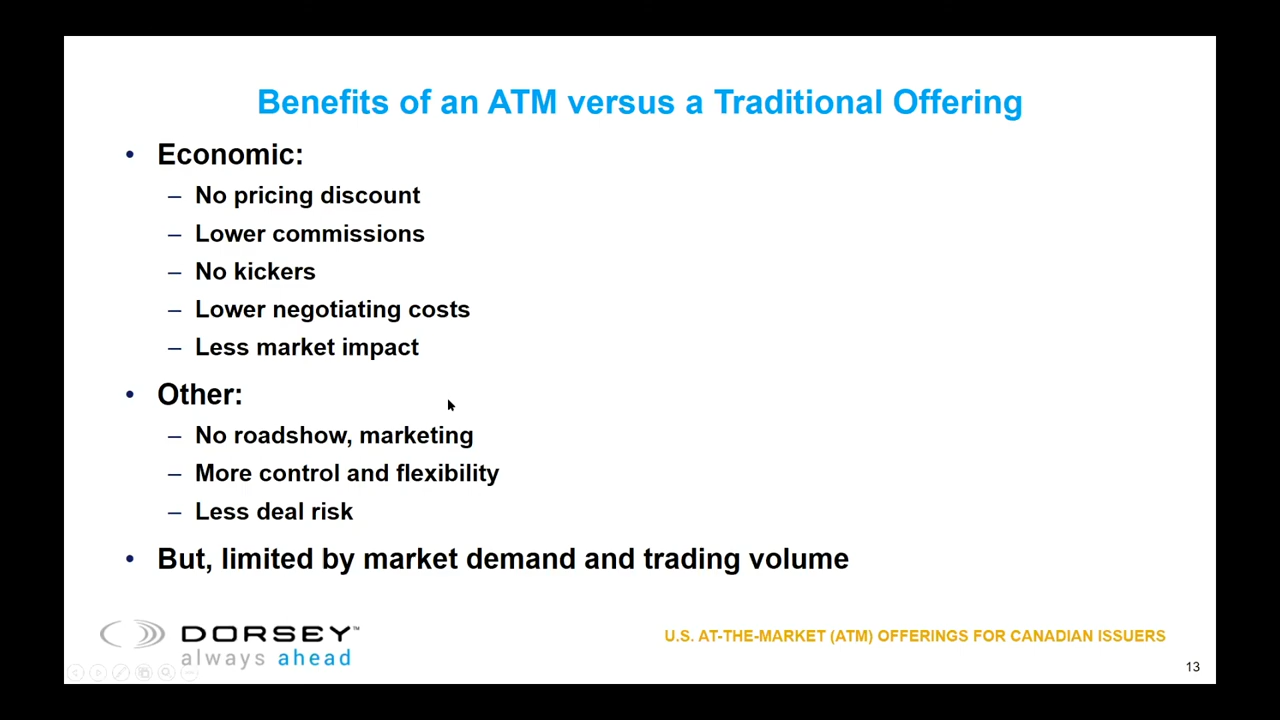 Benefits of an ATM versus a Traditional Offering
• Economic:
– No pricing discount
– Lower commissions
– No kickers
– Lower negotiating costs
– Less market impact
• Other:
– No roadshow, marketing
– More control and flexibility
– Less deal risk
• But, limited by market demand and trading volume
DORSEY™
always ahead
U.S. AT-THE-MARKET (ATM) OFFERINGS FOR CANADIAN ISSUERS
13